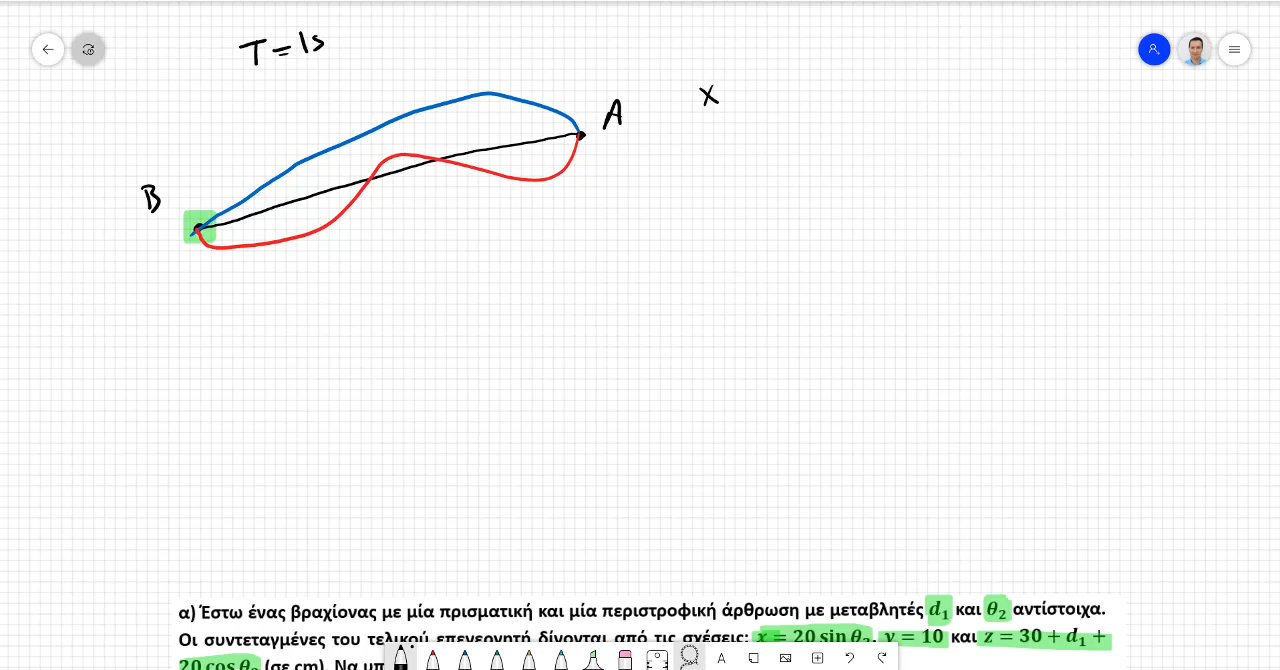 T = 1s
A
x
B
α) Έστω ένας βραχίονας με μία πρισματική και μία περιστροφική άρθρωση με μεταβλητές d₁ και θ₂ αντίστοιχα.
Οι συντεταγμένες του τελικού επενεργητή δίνονται από τις σχέσεις: x = 20 sin θ₂, y = 10 και z = 30 + d₁ +
20 cos θ₂ (σε cm). Να
A